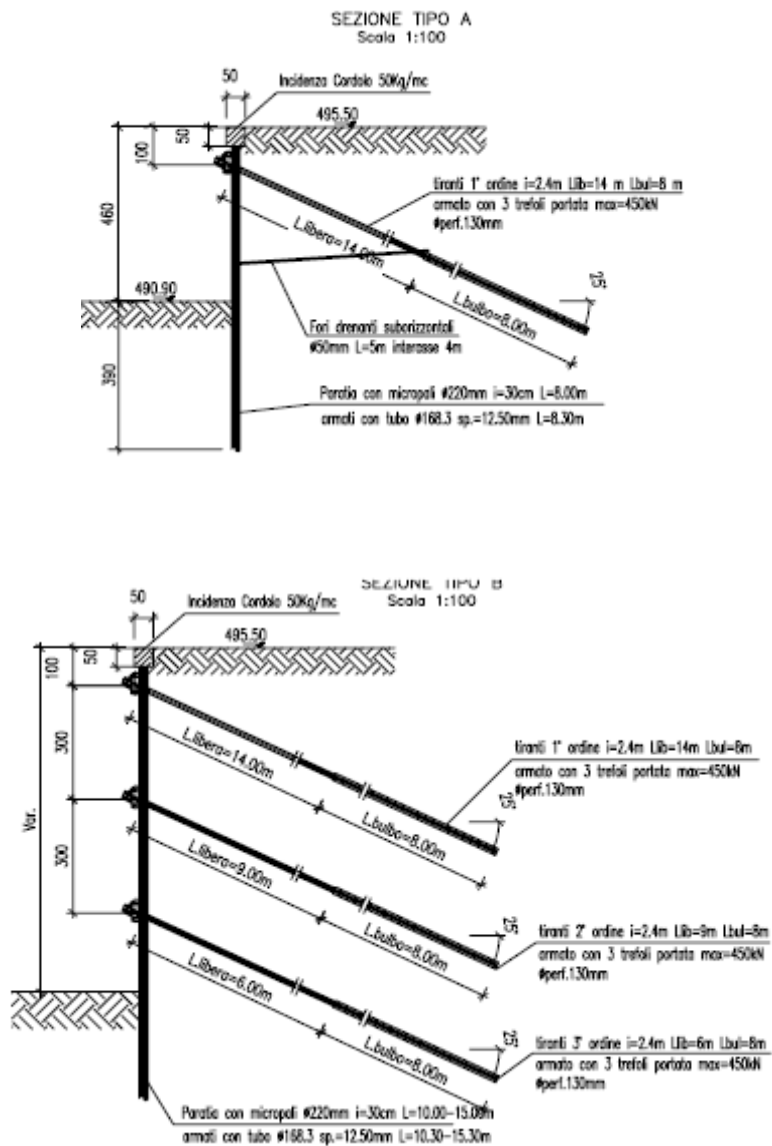 SEZIONE TIPO A
Scala 1:100
50
Incidenza Cordolo 50Kg/mc
495.50
50
100
460
tiranti 1° ordine i=2.4m Llib=14 m Lbul=8 m
armato con 3 trefoli portata max=450kN
ø perf.130mm
L.libera=14.00m
25°
490.90
L.bulbo=8.00m
Fori drenanti suborizzontali
ø50mm L=5m interasse 4m
390
Paratia con micropali ø220mm i=30cm L=8.00m
armati con tubo ø168.3 sp.=12.50mm L=8.30m
SEZIONE TIPO B
Scala 1:100
50
Incidenza Cordolo 50Kg/mc
495.50
50
100
300
L.libera=14.00m
tiranti 1° ordine i=2.4m Llib=14m Lbul=8m
armato con 3 trefoli portata max=450kN
ø perf.130mm
25°
L.bulbo=8.00m
Var.
300
L.libera=9.00m
L.bulbo=8.00m
25°
tiranti 2° ordine i=2.4m Llib=9m Lbul=8m
armato con 3 trefoli portata max=450kN
ø perf.130mm
L.libera=6.00m
L.bulbo=8.00m
25°
tiranti 3° ordine i=2.4m Llib=6m Lbul=8m
armato con 3 trefoli portata max=450kN
ø perf.130mm
Paratia con micropali ø220mm i=30cm L=10.00-15.00m
armati con tubo ø168.3 sp.=12.50mm L=10.30-15.30m